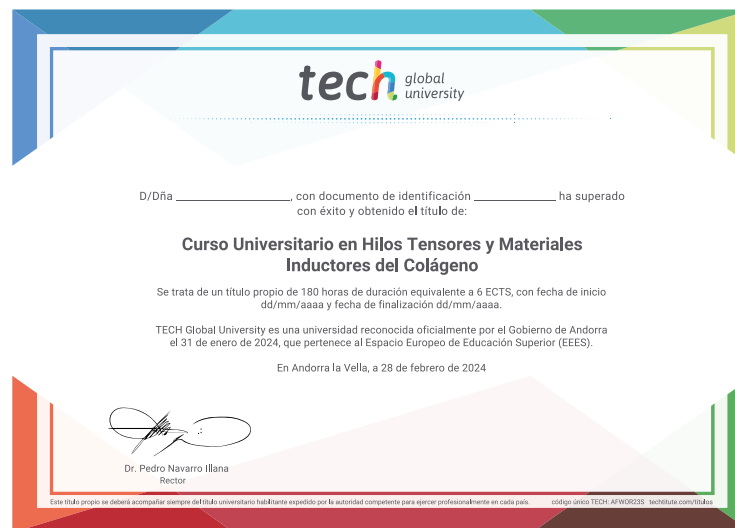 tech global university
D/Dña ____________________, con documento de identificación ______________ ha superado
con éxito y obtenido el título de:
Curso Universitario en Hilos Tensores y Materiales
Inductores del Colágeno
Se trata de un título propio de 180 horas de duración equivalente a 6 ECTS, con fecha de inicio
dd/mm/aaaa y fecha de finalización dd/mm/aaaa.
TECH Global University es una universidad reconocida oficialmente por el Gobierno de Andorra
el 31 de enero de 2024, que pertenece al Espacio Europeo de Educación Superior (EEES).
En Andorra la Vella, a 28 de febrero de 2024
Dr. Pedro Navarro Illana
Rector
Este título propio se deberá acompañar siempre del título universitario habilitante expedido por la autoridad competente para ejercer profesionalmente en cada país. código único TECH: AFWOR23S techtitute.com/titulos